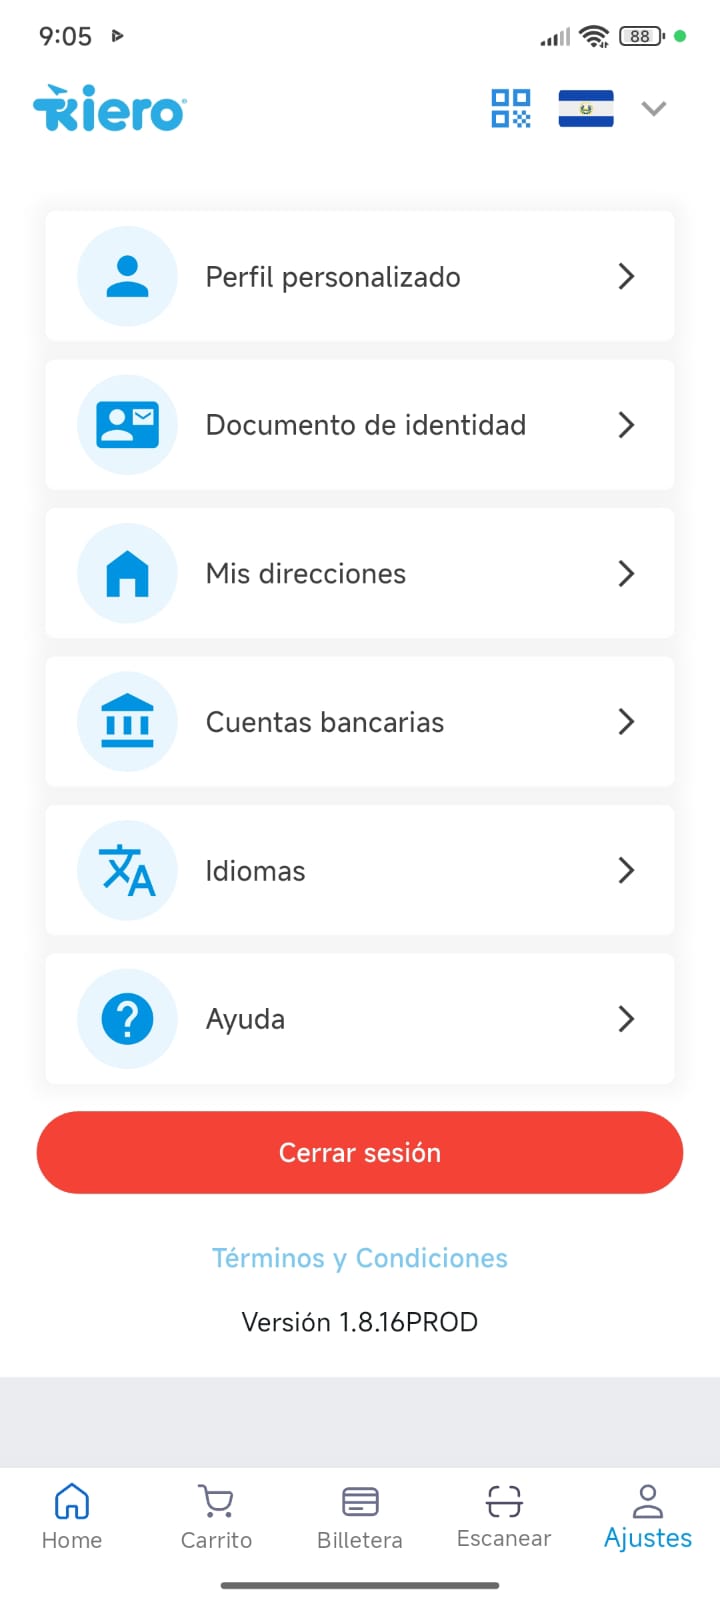 9:05
88
kiero
Perfil personalizado
Documento de identidad
Mis direcciones
Cuentas bancarias
Idiomas
Ayuda
Cerrar sesión
Términos y Condiciones
Versión 1.8.16PROD
Home
Carrito
Billetera
Escanear
Ajustes